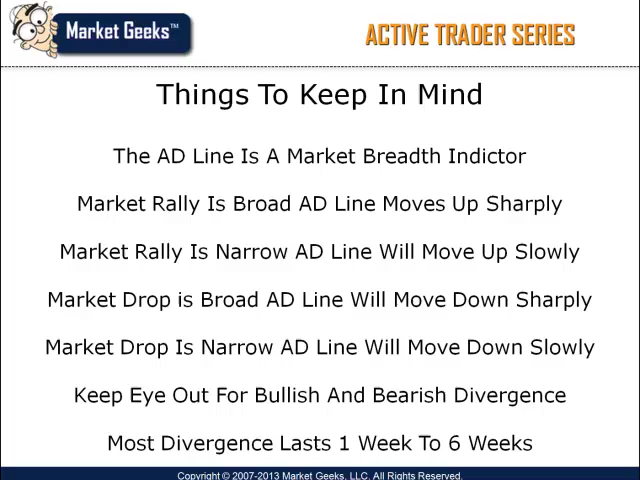 Market Geeks™
ACTIVE TRADER SERIES
Things To Keep In Mind
The AD Line Is A Market Breadth Indictor
Market Rally Is Broad AD Line Moves Up Sharply
Market Rally Is Narrow AD Line Will Move Up Slowly
Market Drop is Broad AD Line Will Move Down Sharply
Market Drop Is Narrow AD Line Will Move Down Slowly
Keep Eye Out For Bullish And Bearish Divergence
Most Divergence Lasts 1 Week To 6 Weeks
Copyright © 2007-2013 Market Geeks, LLC. All Rights Reserved.